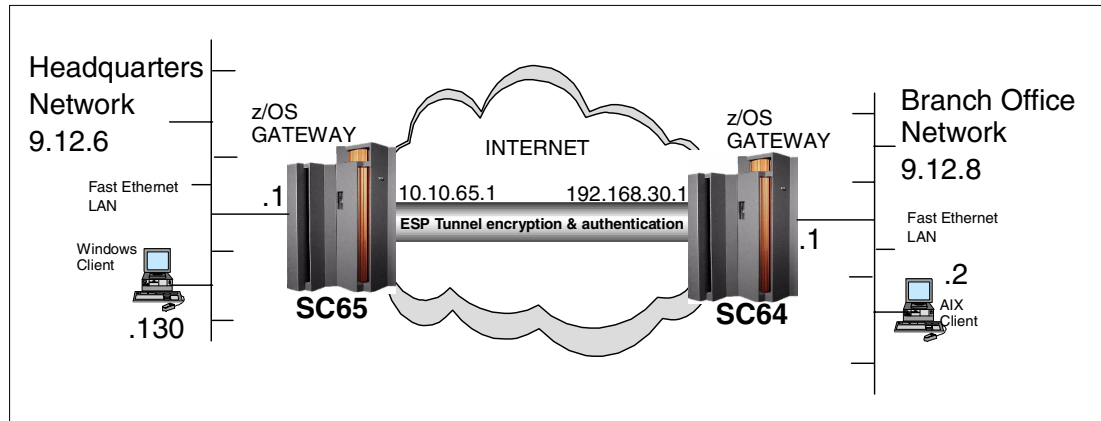 Headquarters
Network
9.12.6
z/OS
GATEWAY
Fast Ethernet
LAN
.1
Windows
Client
.130
SC65
INTERNET
10.10.65.1
192.168.30.1
ESP Tunnel encryption & authentication
z/OS
GATEWAY
SC64
.1
Branch Office
Network
9.12.8
Fast Ethernet
LAN
.2
AIX
Client